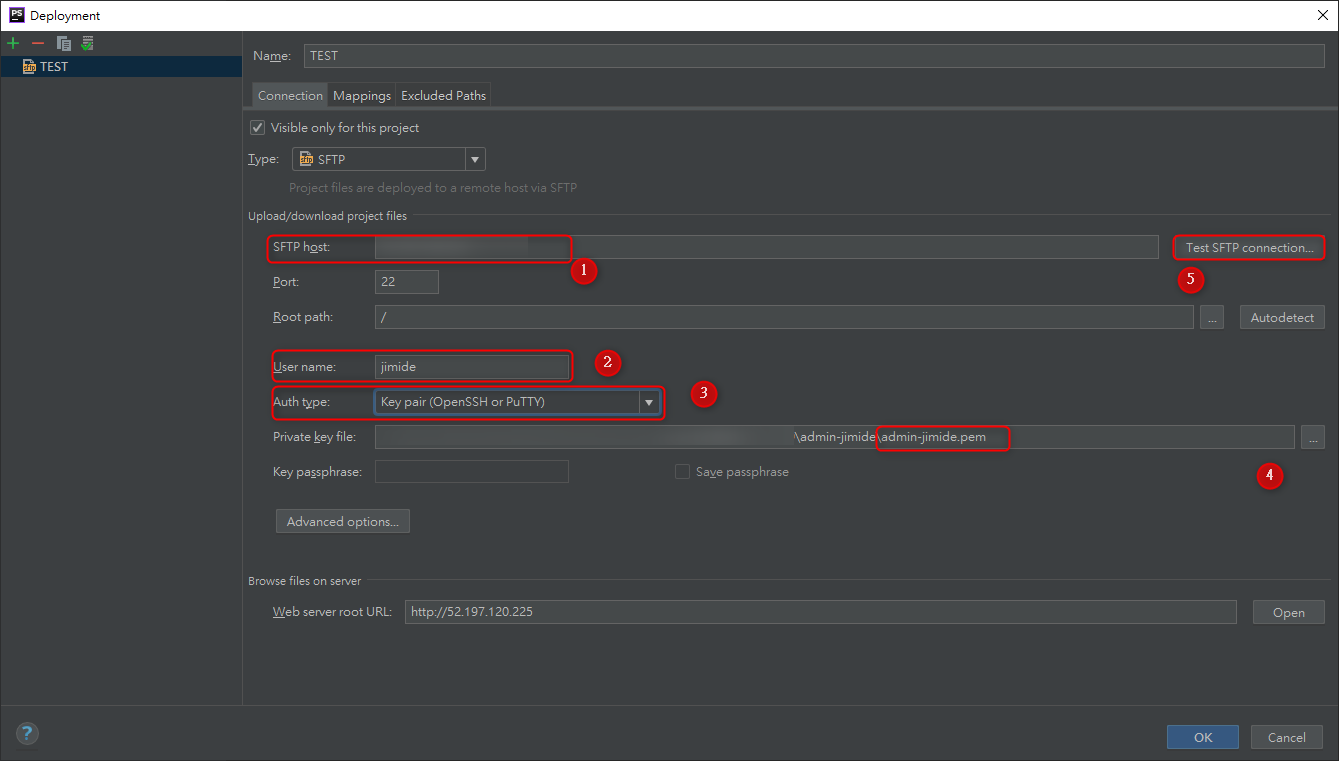 PS Deployment
TEST
Name: TEST
Connection Mappings Excluded Paths
Visible only for this project
Type: SFTP
Project files are deployed to a remote host via SFTP
Upload/download project files
SFTP host: Test SFTP connection...
1
5
Port: 22
Root path: / ... Autodetect
User name: jimide
2
Auth type: Key pair (OpenSSH or PuTTY)
3
Private key file: \admin-jimide\admin-jimide.pem ...
Key passphrase: Save passphrase
4
Advanced options...
Browse files on server
Web server root URL: http://52.197.120.225 Open
? OK Cancel